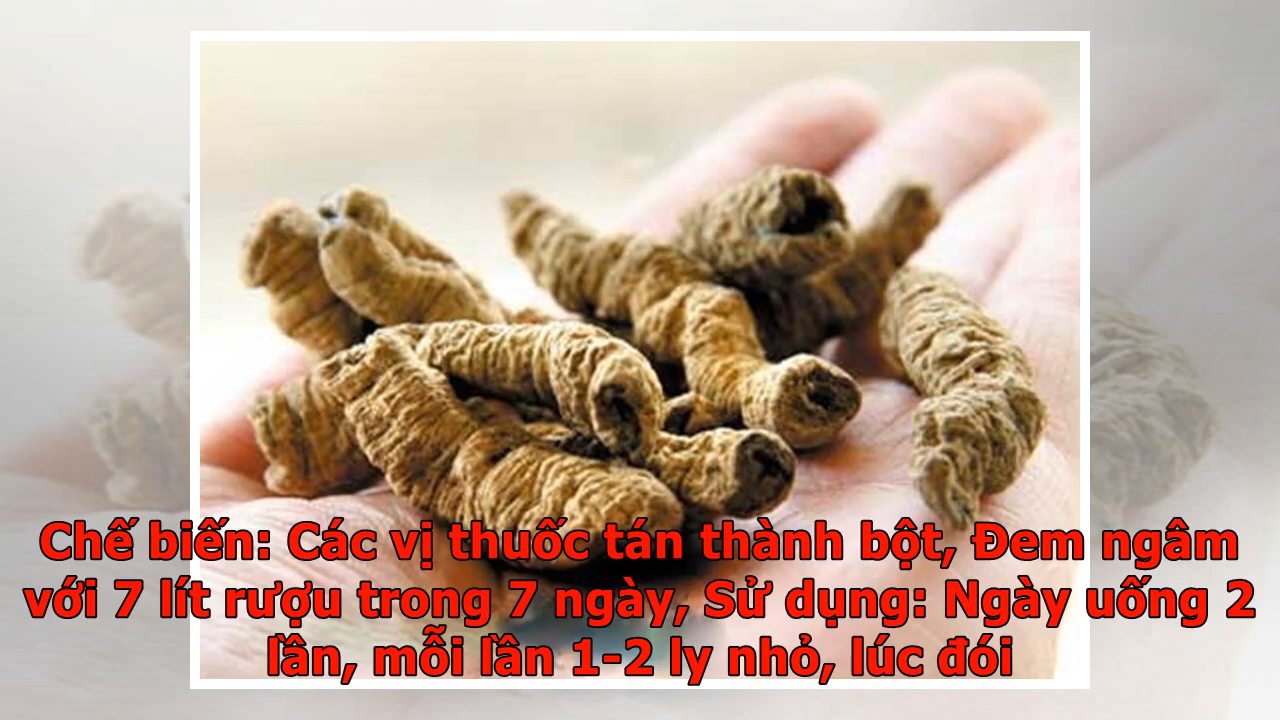 Chế biến: Các vị thuốc tán thành bột, Đem ngâm
với 7 lít rượu trong 7 ngày, Sử dụng: Ngày uống 2
lần, mỗi lần 1-2 ly nhỏ, lúc đói